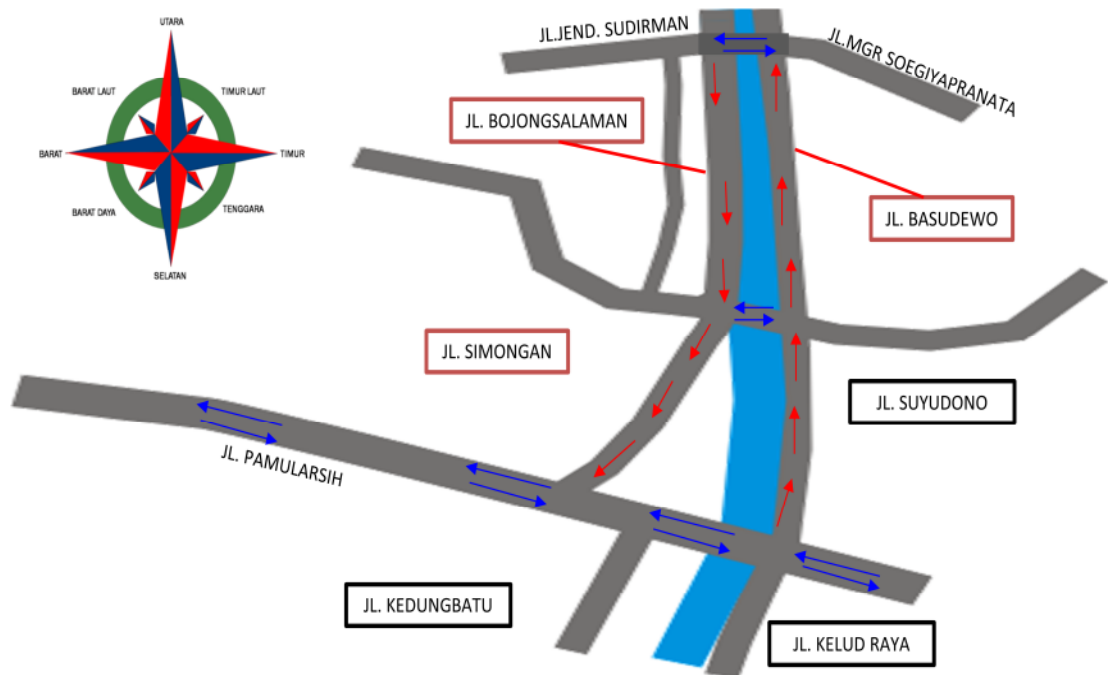 UTARA
BARAT LAUT
TIMUR LAUT
BARAT
TIMUR
BARAT DAYA
TENGGARA
SELATAN
JL.JEND. SUDIRMAN
JL.MGR SOEGIYAPRANATA
JL. BOJONGSALAMAN
JL. BASUDEWO
JL. SIMONGAN
JL. SUYUDONO
JL. PAMULARSIH
JL. KEDUNGBATU
JL. KELUD RAYA